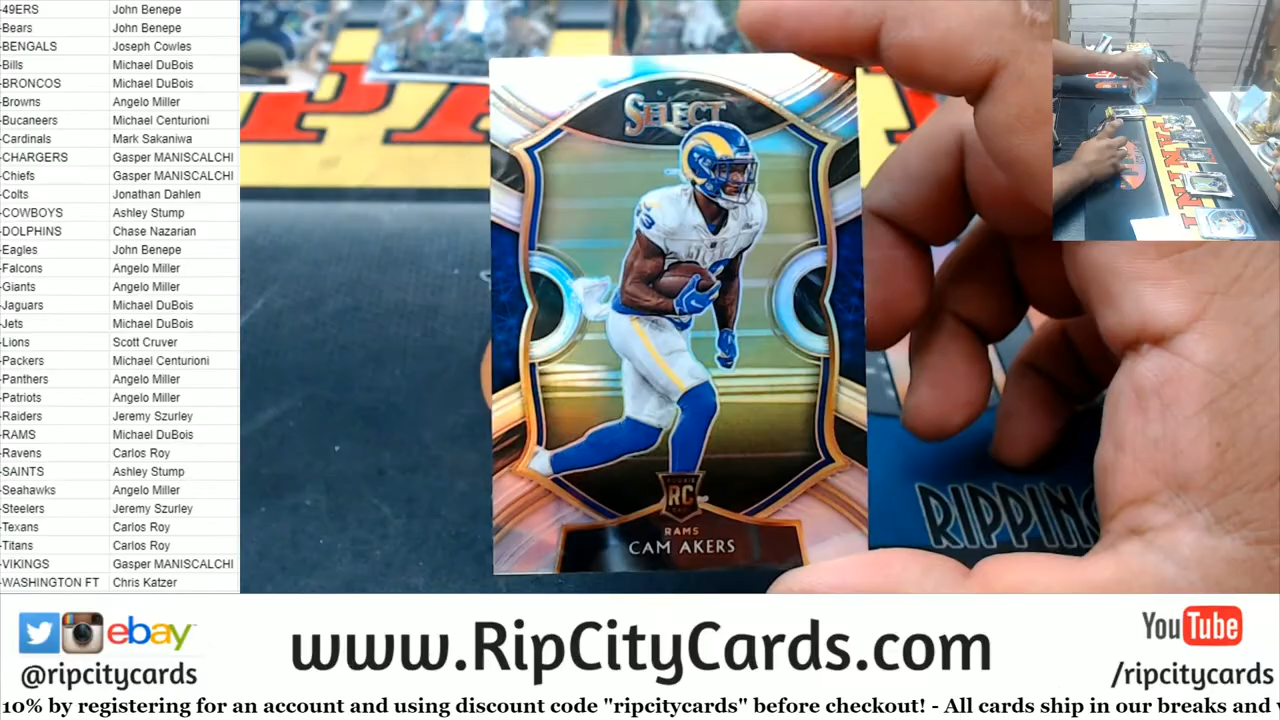 -49ERS John Benepe
-Bears John Benepe
-BENGALS Joseph Cowles
-Bills Michael DuBois
-BRONCOS Michael DuBois
-Browns Angelo Miller
-Bucaneers Michael Centurioni
-Cardinals Mark Sakaniwa
-CHARGERS Gasper MANISCALCHI
-Chiefs Gasper MANISCALCHI
-Colts Jonathan Dahlen
-COWBOYS Ashley Stump
-DOLPHINS Chase Nazarian
-Eagles John Benepe
-Falcons Angelo Miller
-Giants Angelo Miller
-Jaguars Michael DuBois
-Jets Michael DuBois
-Lions Scott Cruver
-Packers Michael Centurioni
-Panthers Angelo Miller
-Patriots Angelo Miller
-Raiders Jeremy Szurley
-RAMS Michael DuBois
-Ravens Carlos Roy
-SAINTS Ashley Stump
-Seahawks Angelo Miller
-Steelers Jeremy Szurley
-Texans Carlos Roy
-Titans Carlos Roy
-VIKINGS Gasper MANISCALCHI
-WASHINGTON FT Chris Katzer
SELECT
ROOKIE
RC
RAMS
CAM AKERS
RIPPING
ebay
@ripcitycards
www.RipCityCards.com
YouTube
/ripcitycards
10% by registering for an account and using discount code "ripcitycards" before checkout! - All cards ship in our breaks and